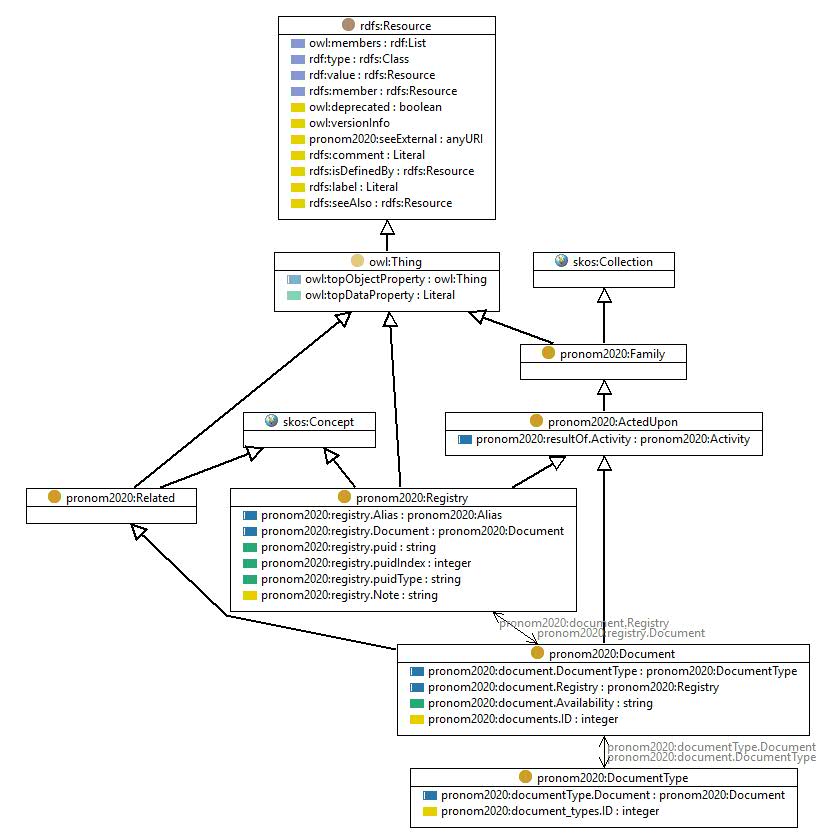 rdfs:Resource
owl:members : rdf:List
rdf:type : rdfs:Class
rdf:value : rdfs:Resource
rdfs:member : rdfs:Resource
owl:deprecated : boolean
owl:versionInfo
pronom2020:seeExternal : anyURI
rdfs:comment : Literal
rdfs:isDefinedBy : rdfs:Resource
rdfs:label : Literal
rdfs:seeAlso : rdfs:Resource
owl:Thing
owl:topObjectProperty : owl:Thing
owl:topDataProperty : Literal
skos:Collection
pronom2020:Family
skos:Concept
pronom2020:ActedUpon
pronom2020:resultOf.Activity : pronom2020:Activity
pronom2020:Related
pronom2020:Registry
pronom2020:registry.Alias : pronom2020:Alias
pronom2020:registry.Document : pronom2020:Document
pronom2020:registry.puid : string
pronom2020:registry.puidIndex : integer
pronom2020:registry.puidType : string
pronom2020:registry.Note : string
pronom2020:document.Registry
pronom2020:registry.Document
pronom2020:Document
pronom2020:document.DocumentType : pronom2020:DocumentType
pronom2020:document.Registry : pronom2020:Registry
pronom2020:document.Availability : string
pronom2020:documents.ID : integer
pronom2020:documentType.Document
pronom2020:document.DocumentType
pronom2020:DocumentType
pronom2020:documentType.Document : pronom2020:Document
pronom2020:document_types.ID : integer